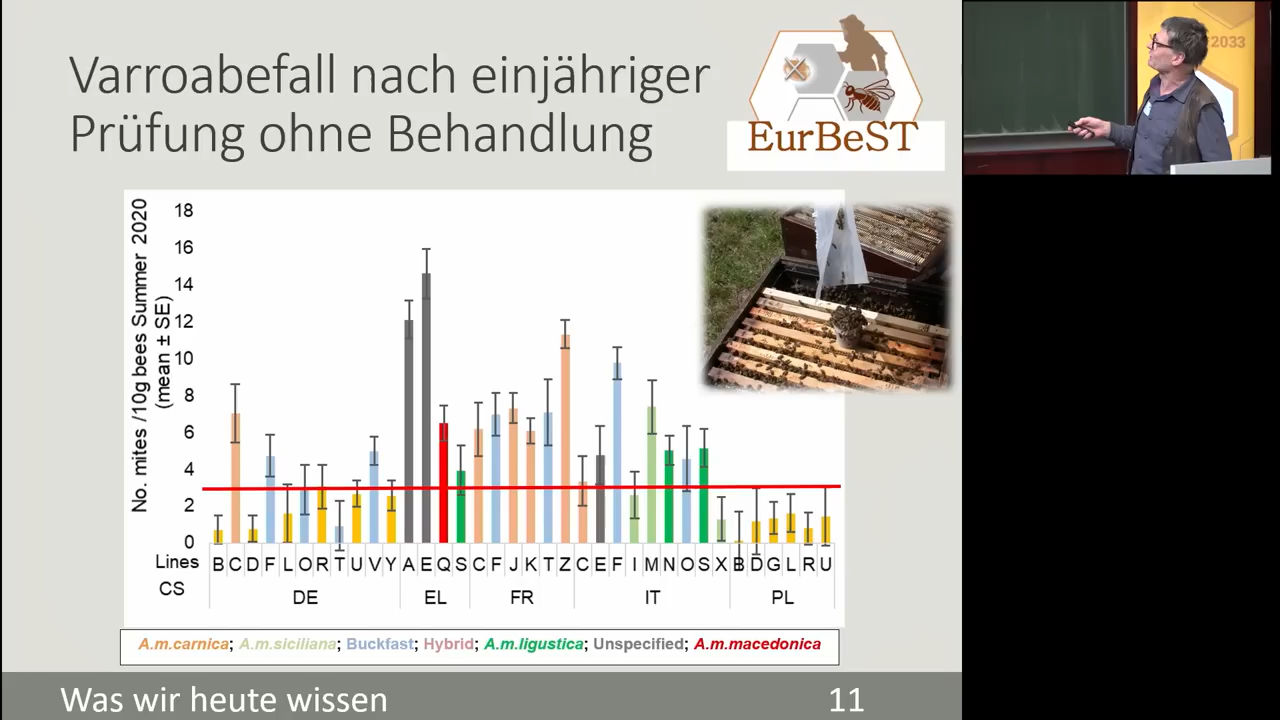 Varroabefall nach einjähriger
Prüfung ohne Behandlung
EurBeST
2033
No. mites /10g bees Summer 2020
(mean ± SE)
18
16
14
12
10
8
6
4
2
0
Lines B C D F L O R T U V Y A E Q S C F J K T Z C E F I M N O S X B D G L R U
CS DE EL FR IT PL
A.m.carnica; A.m.siciliana; Buckfast; Hybrid; A.m.ligustica; Unspecified; A.m.macedonica
Was wir heute wissen 11